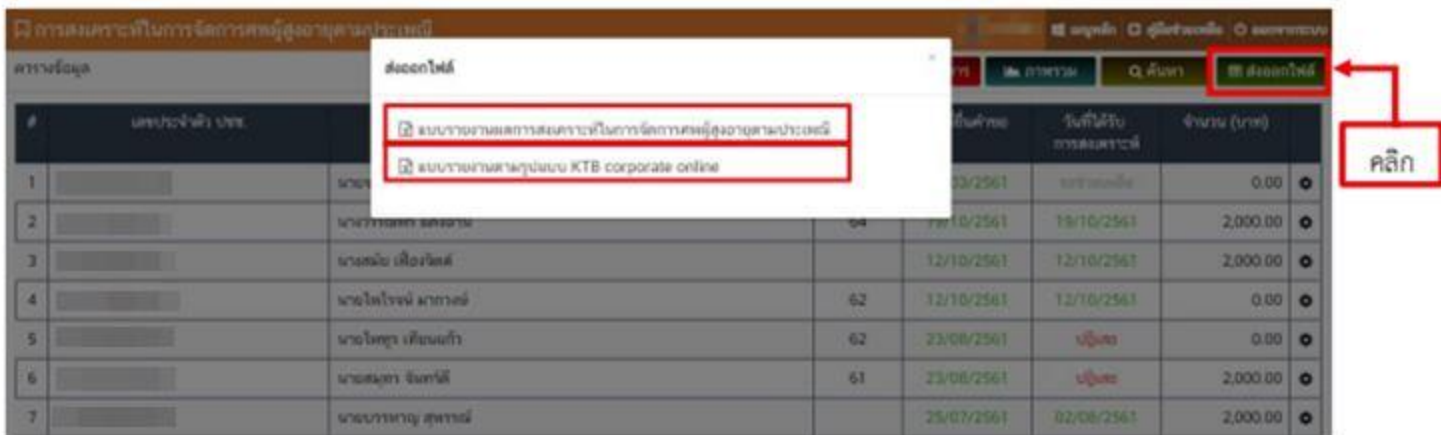 การสงเคราะห์ในการจัดการศพผู้สูงอายุตามประเพณี
เมนูหลัก คู่มือช่วยเหลือ ออกจากระบบ
ตารางข้อมูล
ส่งออกไฟล์ ×
ภาพรวม ค้นหา ส่งออกไฟล์
# เลขประจำตัว ปชช. วันที่ได้รับ จำนวน (บาท)
การสงเคราะห์
แบบรายงานผลการสงเคราะห์ในการจัดการศพผู้สูงอายุตามประเพณี
แบบรายงานตามรูปแบบ KTB corporate online
คลิก
1 03/2561 0.00
2 64 19/10/2561 19/10/2561 2,000.00
3 12/10/2561 12/10/2561 2,000.00
4 นายไพโรจน์ 62 12/10/2561 12/10/2561 0.00
5 62 23/08/2561 ปฏิเสธ 0.00
6 61 23/08/2561 ปฏิเสธ 2,000.00
7 25/07/2561 02/08/2561 2,000.00